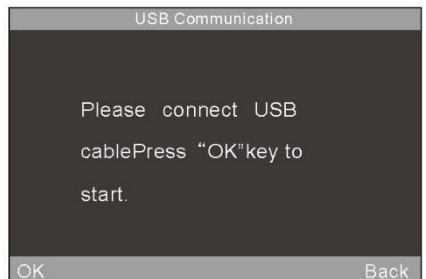 USB Communication
Please connect USB
cablePress “OK”key to
start.
OK Back